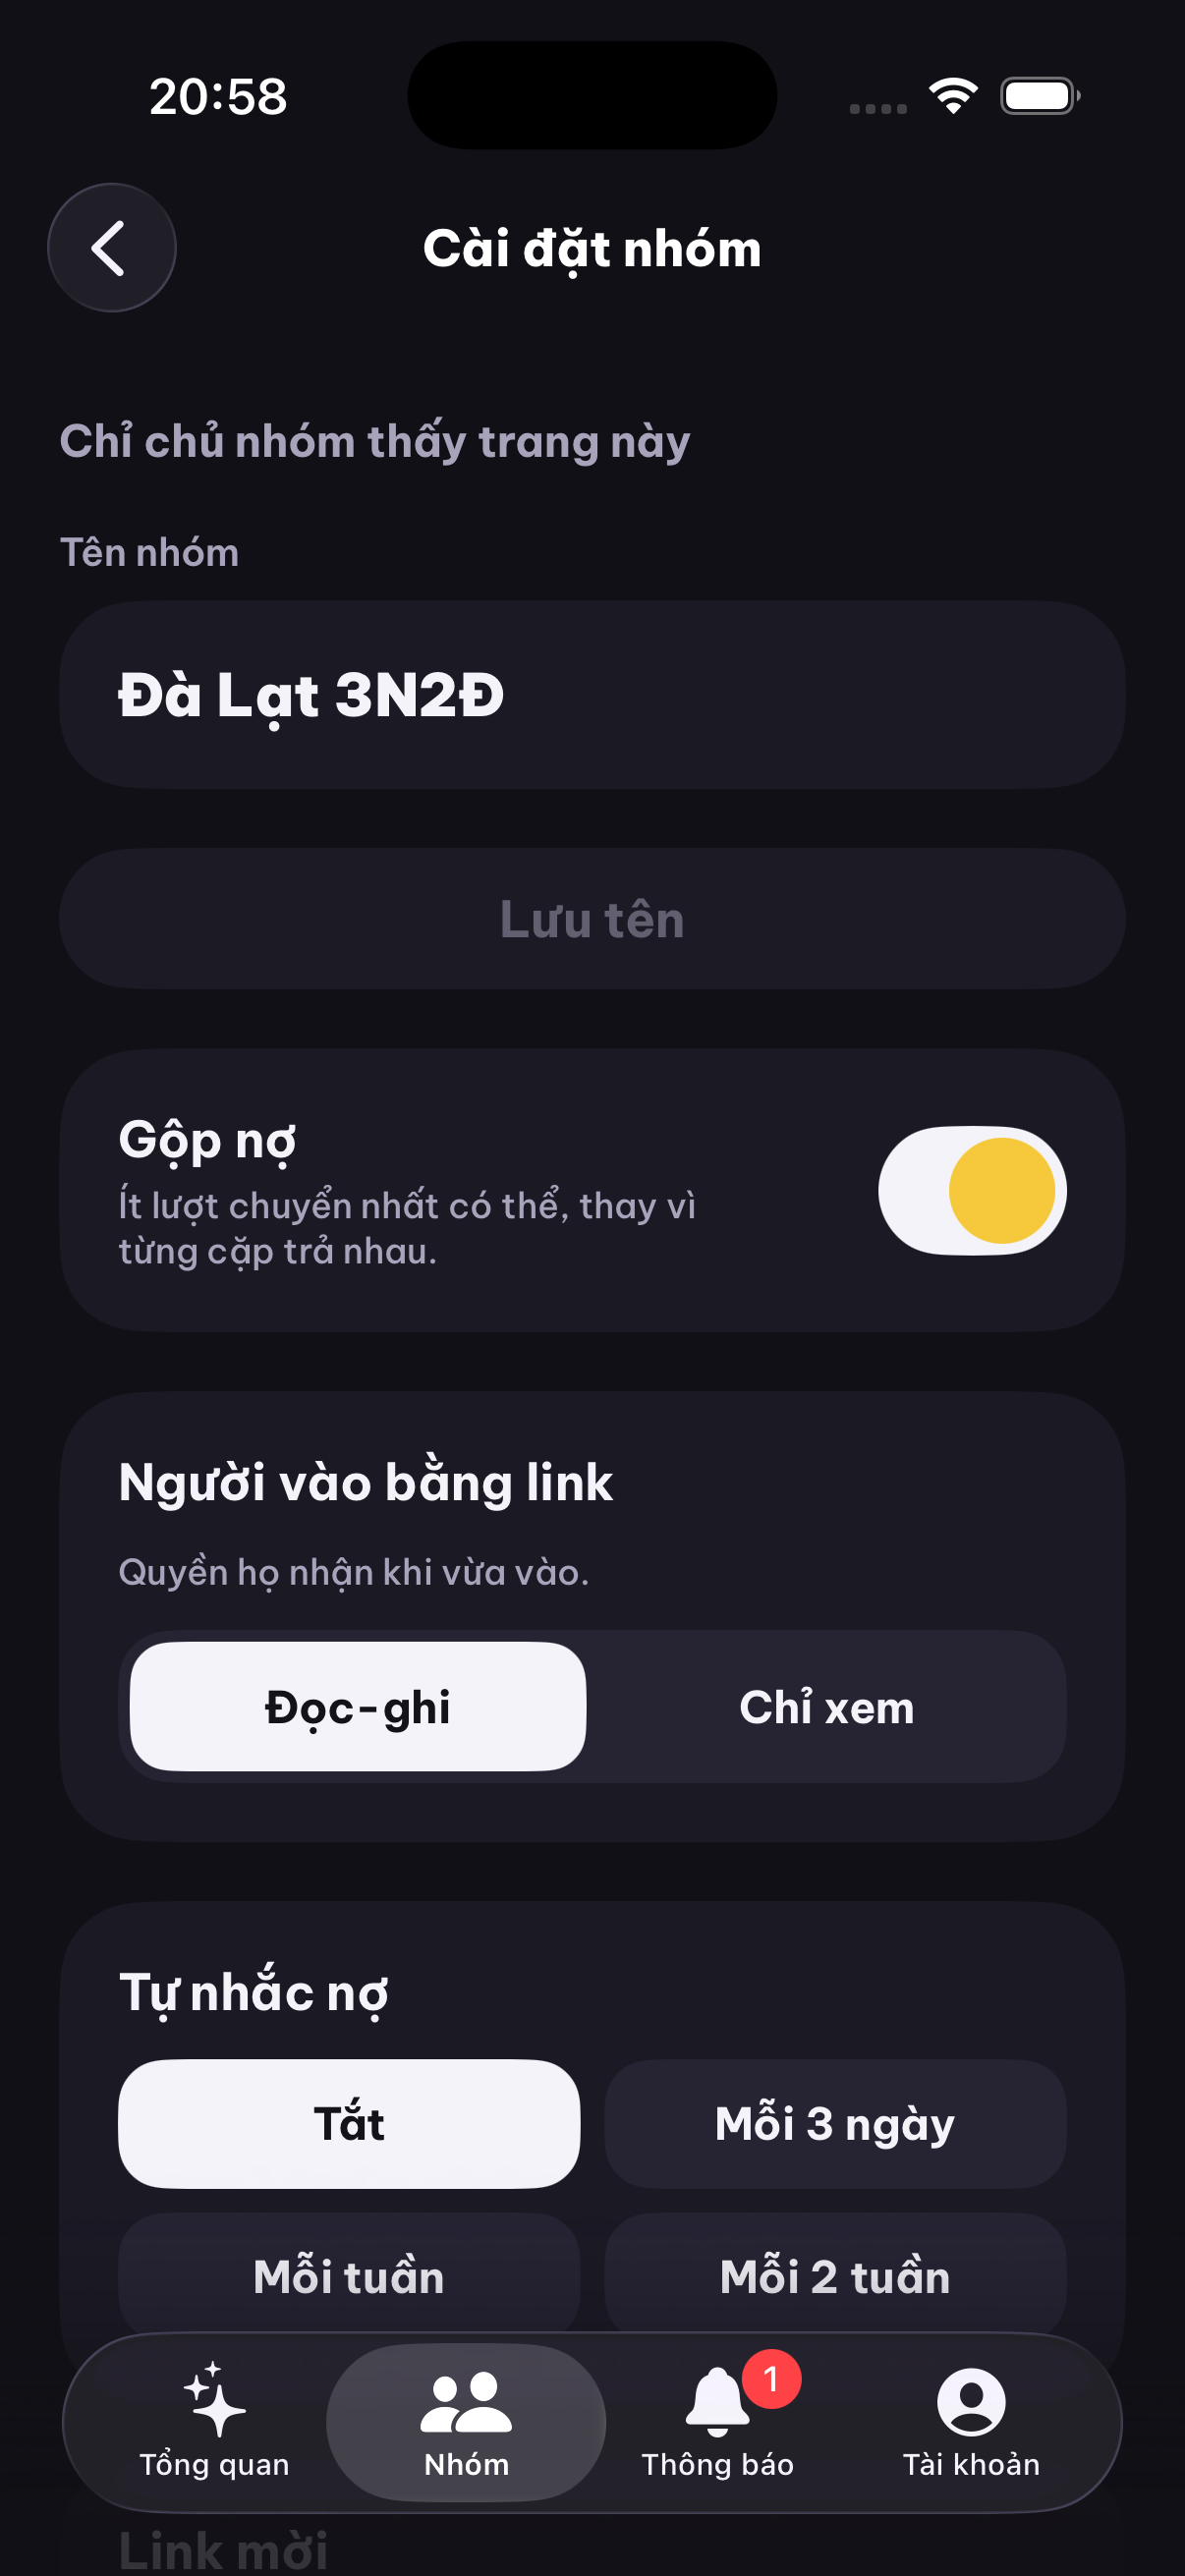 20:58
Cài đặt nhóm
Chỉ chủ nhóm thấy trang này
Tên nhóm
Đà Lạt 3N2Đ
Lưu tên
Gộp nợ
Ít lượt chuyển nhất có thể, thay vì
từng cặp trả nhau.
Người vào bằng link
Quyền họ nhận khi vừa vào.
Đọc-ghi
Chỉ xem
Tự nhắc nợ
Tắt
Mỗi 3 ngày
Mỗi tuần
Mỗi 2 tuần
1
Tổng quan
Nhóm
Thông báo
Tài khoản
Link mời